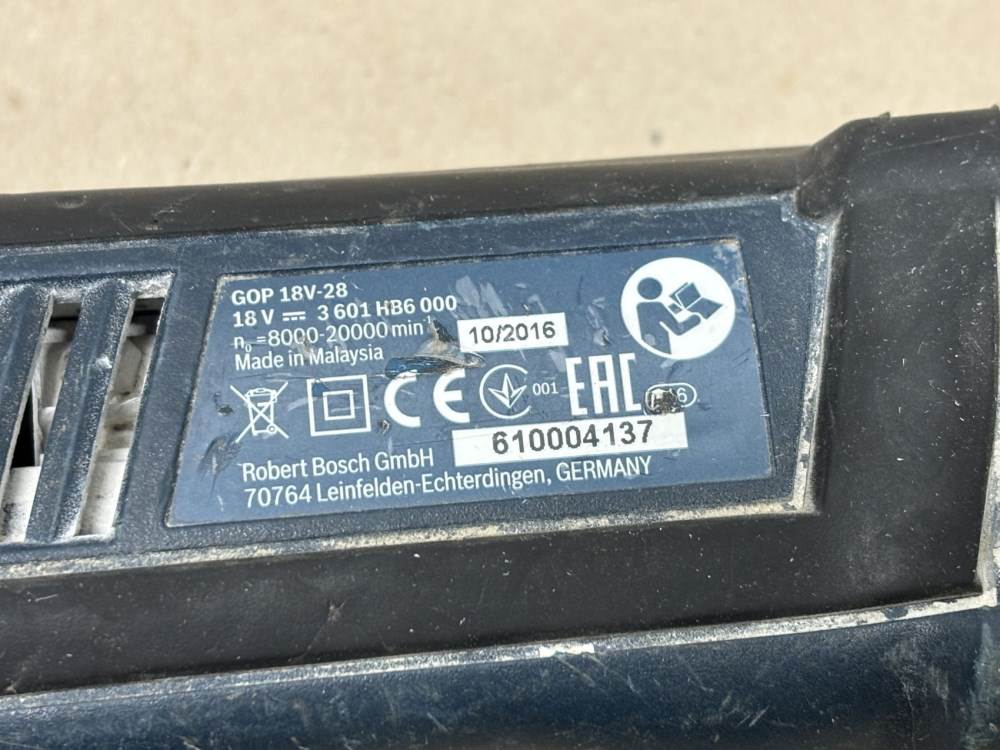 GOP 18V-28
18 V ⎓ 3 601 HB6 000
n₀=8000-20000 min⁻¹ 10/2016
Made in Malaysia
CE 001 EAC
610004137
Robert Bosch GmbH
70764 Leinfelden-Echterdingen, GERMANY